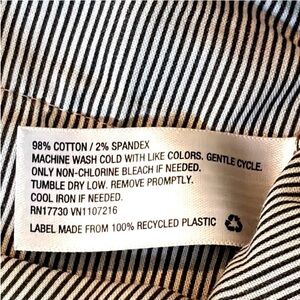 98% COTTON / 2% SPANDEX
MACHINE WASH COLD WITH LIKE COLORS. GENTLE CYCLE.
ONLY NON-CHLORINE BLEACH IF NEEDED.
TUMBLE DRY LOW. REMOVE PROMPTLY.
COOL IRON IF NEEDED.
RN17730 VN1107216
LABEL MADE FROM 100% RECYCLED PLASTIC